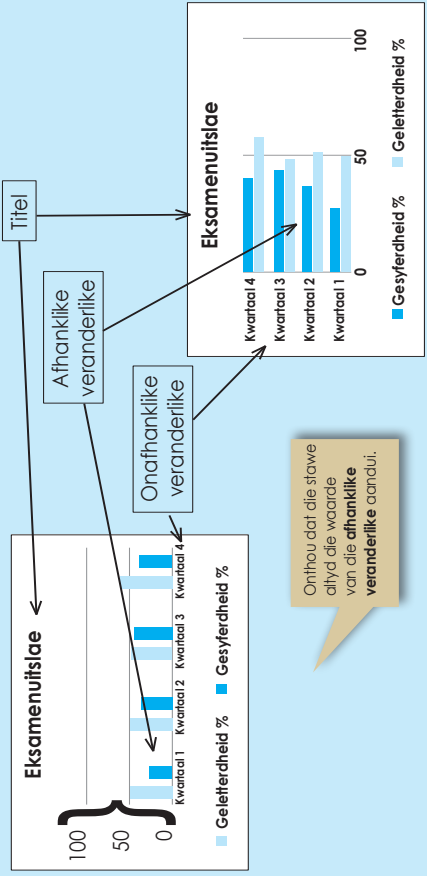 Titel
Afhanklike
veranderlike
Onafhanklike
veranderlike
Eksamenuitslae
100
50
0
Kwartaal 1
Kwartaal 2
Kwartaal 3
Kwartaal 4
Geletterdheid %
Gesyferdheid %
Onthou dat die stawe
altyd die waarde
van die afhanklike
veranderlike aandui.
Eksamenuitslae
Kwartaal 4
Kwartaal 3
Kwartaal 2
Kwartaal 1
0
50
100
Gesyferdheid %
Geletterdheid %